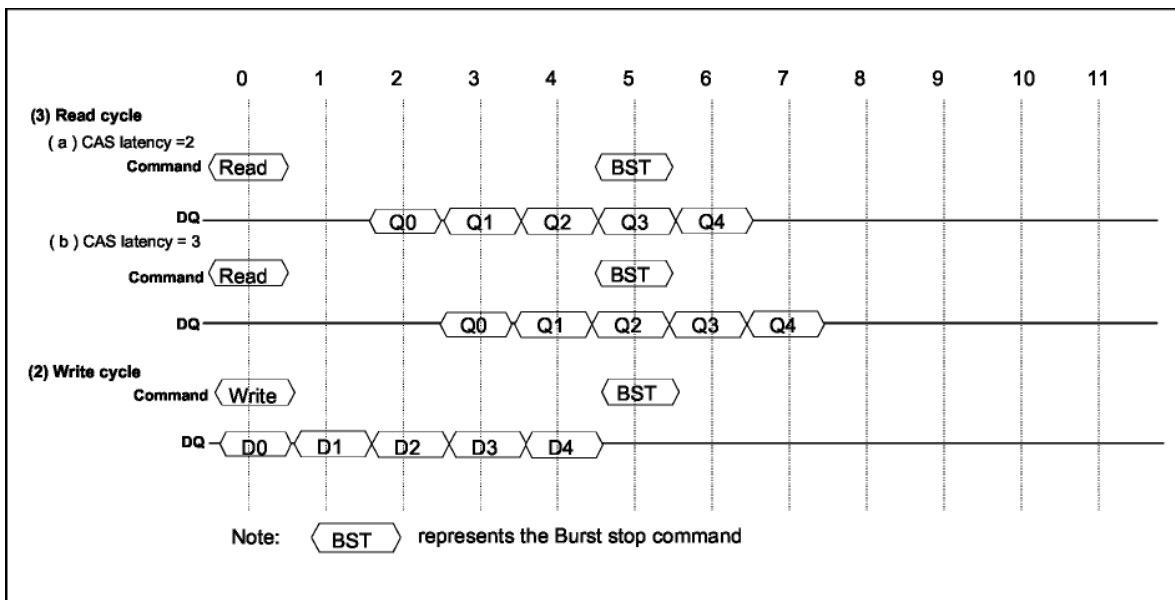 0 1 2 3 4 5 6 7 8 9 10 11
(3) Read cycle
( a ) CAS latency =2
Command Read BST
DQ Q0 Q1 Q2 Q3 Q4
( b ) CAS latency = 3
Command Read BST
DQ Q0 Q1 Q2 Q3 Q4
(2) Write cycle
Command Write BST
DQ D0 D1 D2 D3 D4
Note: BST represents the Burst stop command